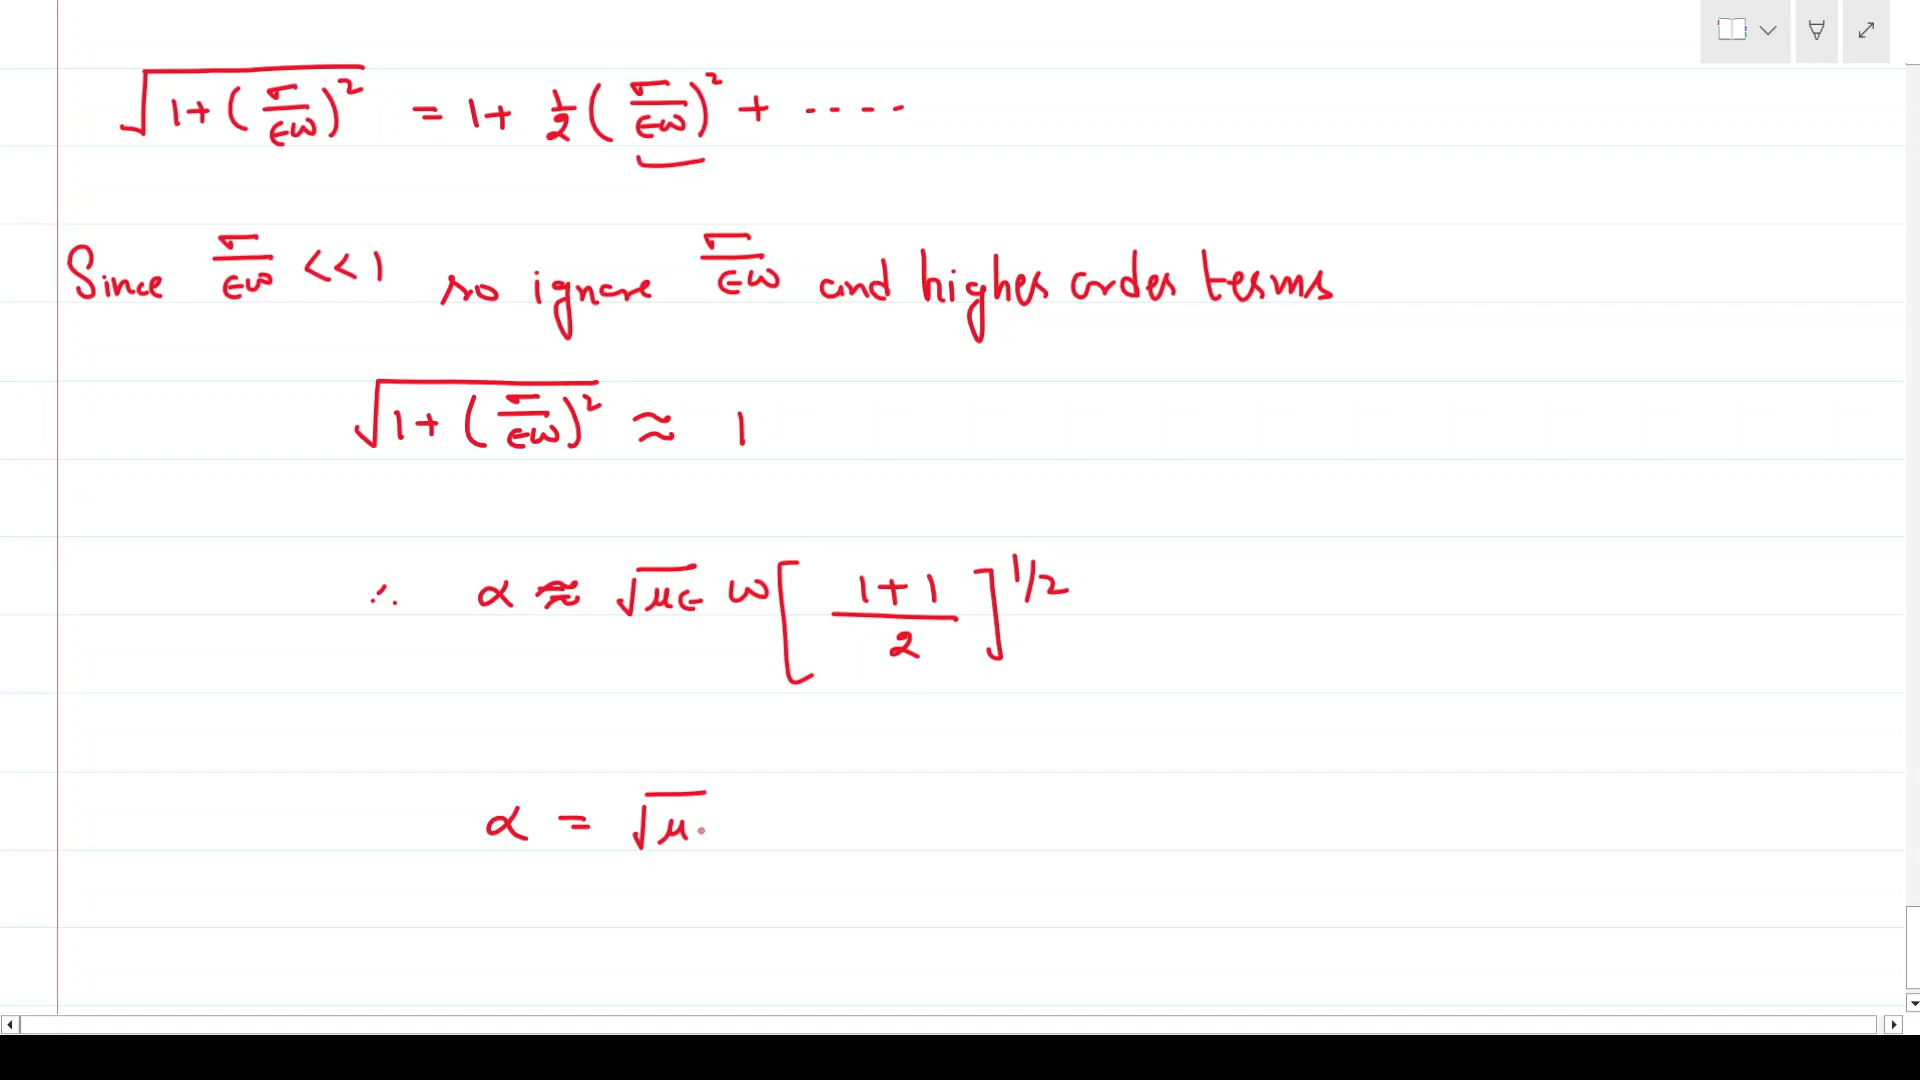 √(1+(σ/ϵω)²) = 1+ 1/2 (σ/ϵω)² + ....
Since σ/ϵω << 1 so ignore σ/ϵω and higher order terms
√(1+(σ/ϵω)²) ≈ 1
∴ α ≈ √μϵ ω [ (1+1)/2 ]^1/2
α = √μ